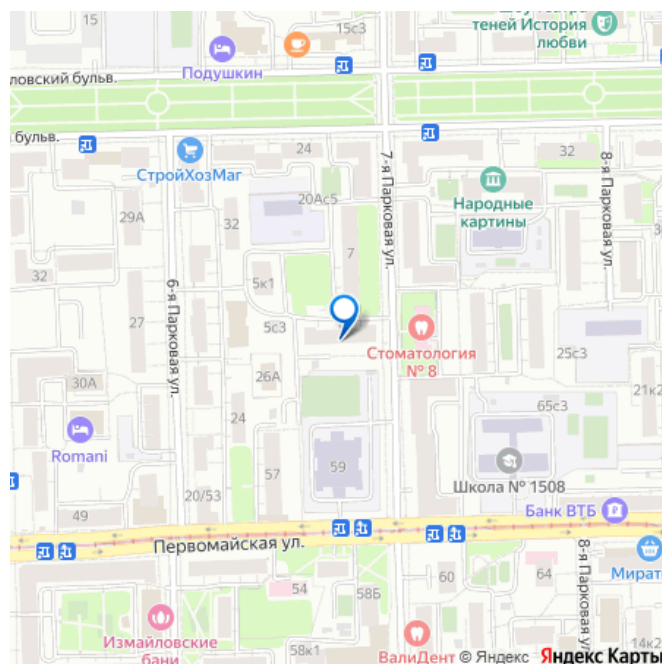 15
15с3
теней История
любви
Подушкин
ловский бульв.
бульв.
СтройХозМаг
24
7-я Парковая ул.
32
8-я Парковая ул.
20Ас5
Народные
картины
29А
32
7
32
5к1
6-я Парковая ул.
27
5с3
Стоматология
№ 8
25с3
30А
26А
21к2
24
65с3
Romani
57
59
Школа № 1508
20/53
49
Банк ВТБ
Первомайская ул.
8-я Парковая ул.
60
64
Мират
54
58Б
Измайловские
бани
58к1
ВалиДент
© Яндекс Яндекс Карты
14к2